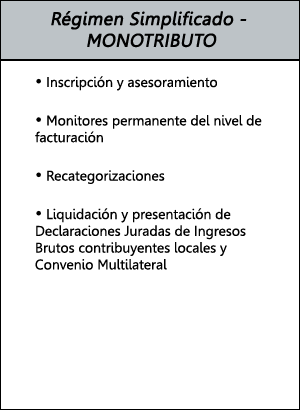 Régimen Simplificado -
MONOTRIBUTO
• Inscripción y asesoramiento
• Monitores permanente del nivel de
facturación
• Recategorizaciones
• Liquidación y presentación de
Declaraciones Juradas de Ingresos
Brutos contribuyentes locales y
Convenio Multilateral